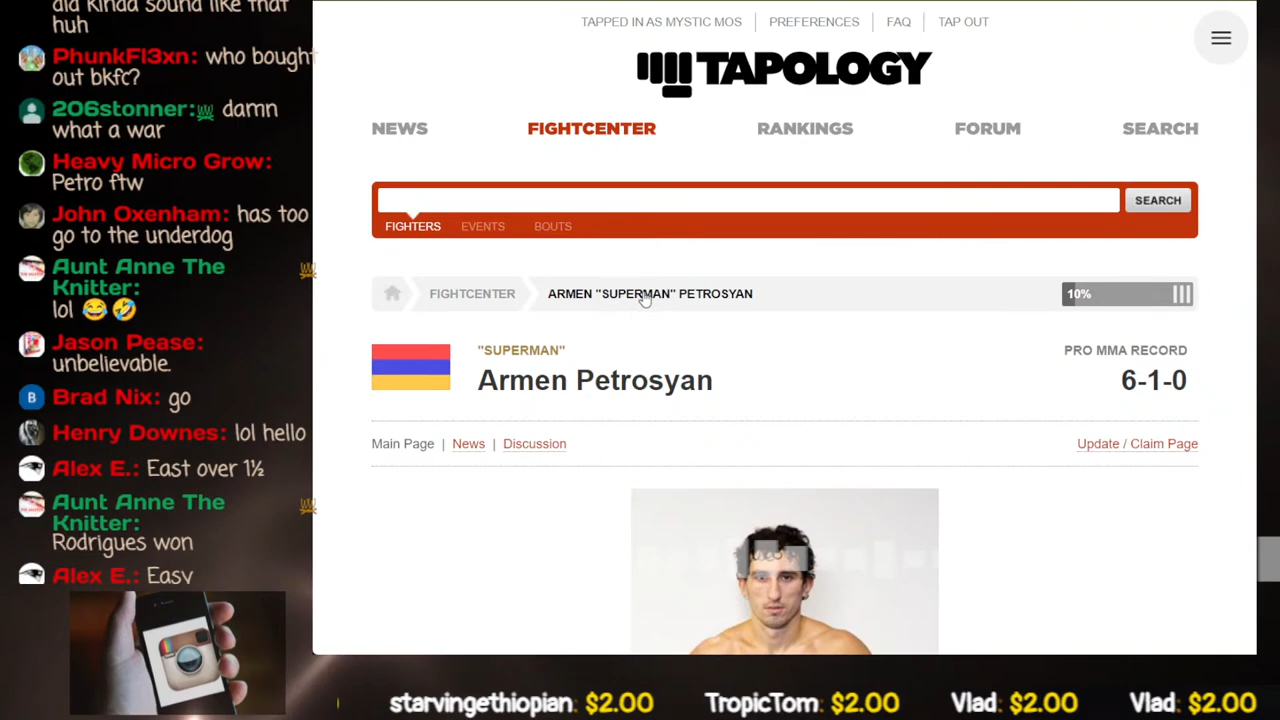 did kinda sound like that
huh
PhunkFl3xn: who bought
out bkfc?
206stonner: damn
what a war
Heavy Micro Grow:
Petro ftw
John Oxenham: has too
go to the underdog
Aunt Anne The
Knitter:
lol 😂🤣
Jason Pease:
unbelievable.
Brad Nix: go
Henry Downes: lol hello
Alex E.: East over 1½
Aunt Anne The
Knitter:
Rodrigues won
Alex E.: Easy
TAPPED IN AS MYSTIC MOS
PREFERENCES
FAQ
TAP OUT
TAPOLOGY
NEWS
FIGHTCENTER
RANKINGS
FORUM
SEARCH
SEARCH
FIGHTERS
EVENTS
BOUTS
FIGHTCENTER
ARMEN "SUPERMAN" PETROSYAN
10%
"SUPERMAN"
PRO MMA RECORD
Armen Petrosyan
6-1-0
Main Page | News | Discussion
Update / Claim Page
starvingethiopian: $2.00
TropicTom: $2.00
Vlad: $2.00
Vlad: $2.00